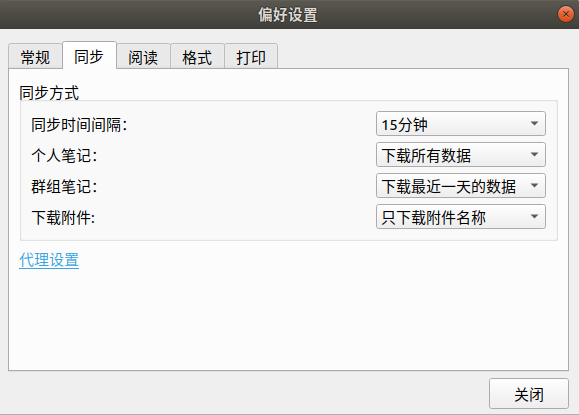 偏好设置
常规 同步 阅读 格式 打印
同步方式
同步时间间隔： 15分钟
个人笔记： 下载所有数据
群组笔记： 下载最近一天的数据
下载附件: 只下载附件名称
代理设置
关闭